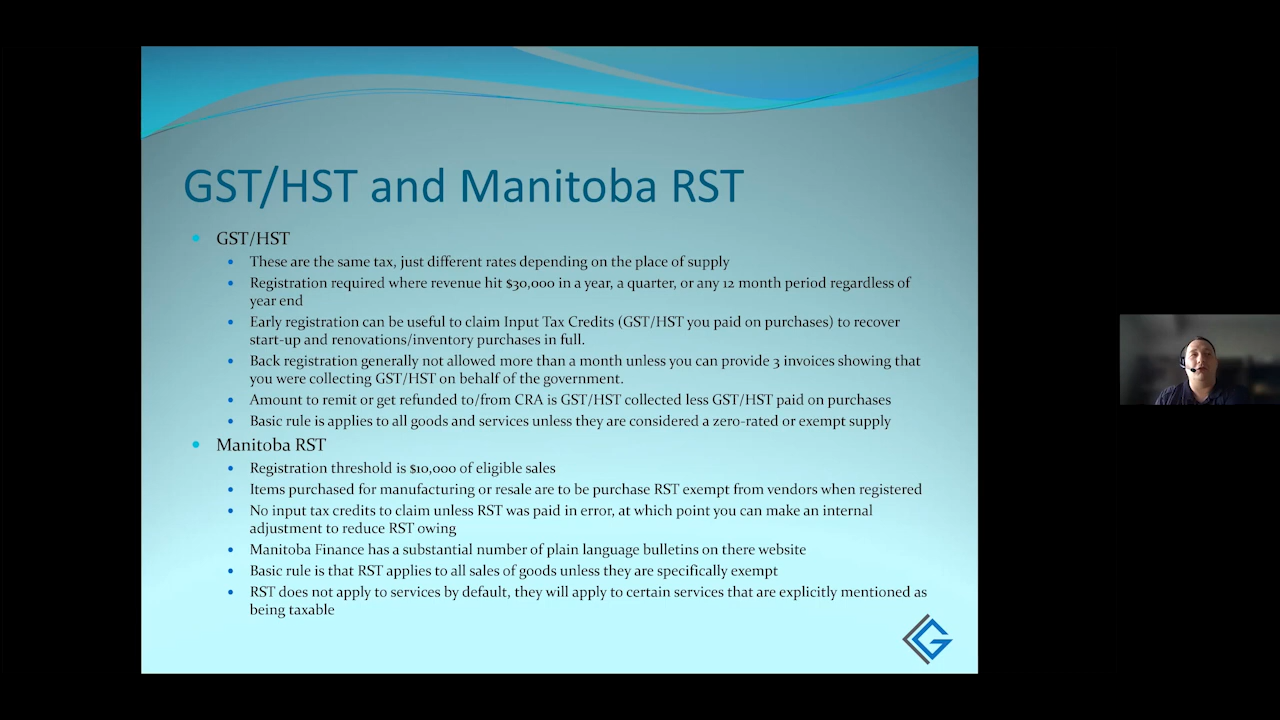 GST/HST and Manitoba RST
GST/HST
These are the same tax, just different rates depending on the place of supply
Registration required where revenue hit $30,000 in a year, a quarter, or any 12 month period regardless of
year end
Early registration can be useful to claim Input Tax Credits (GST/HST you paid on purchases) to recover
start-up and renovations/inventory purchases in full.
Back registration generally not allowed more than a month unless you can provide 3 invoices showing that
you were collecting GST/HST on behalf of the government.
Amount to remit or get refunded to/from CRA is GST/HST collected less GST/HST paid on purchases
Basic rule is applies to all goods and services unless they are considered a zero-rated or exempt supply
Manitoba RST
Registration threshold is $10,000 of eligible sales
Items purchased for manufacturing or resale are to be purchase RST exempt from vendors when registered
No input tax credits to claim unless RST was paid in error, at which point you can make an internal
adjustment to reduce RST owing
Manitoba Finance has a substantial number of plain language bulletins on there website
Basic rule is that RST applies to all sales of goods unless they are specifically exempt
RST does not apply to services by default, they will apply to certain services that are explicitly mentioned as
being taxable